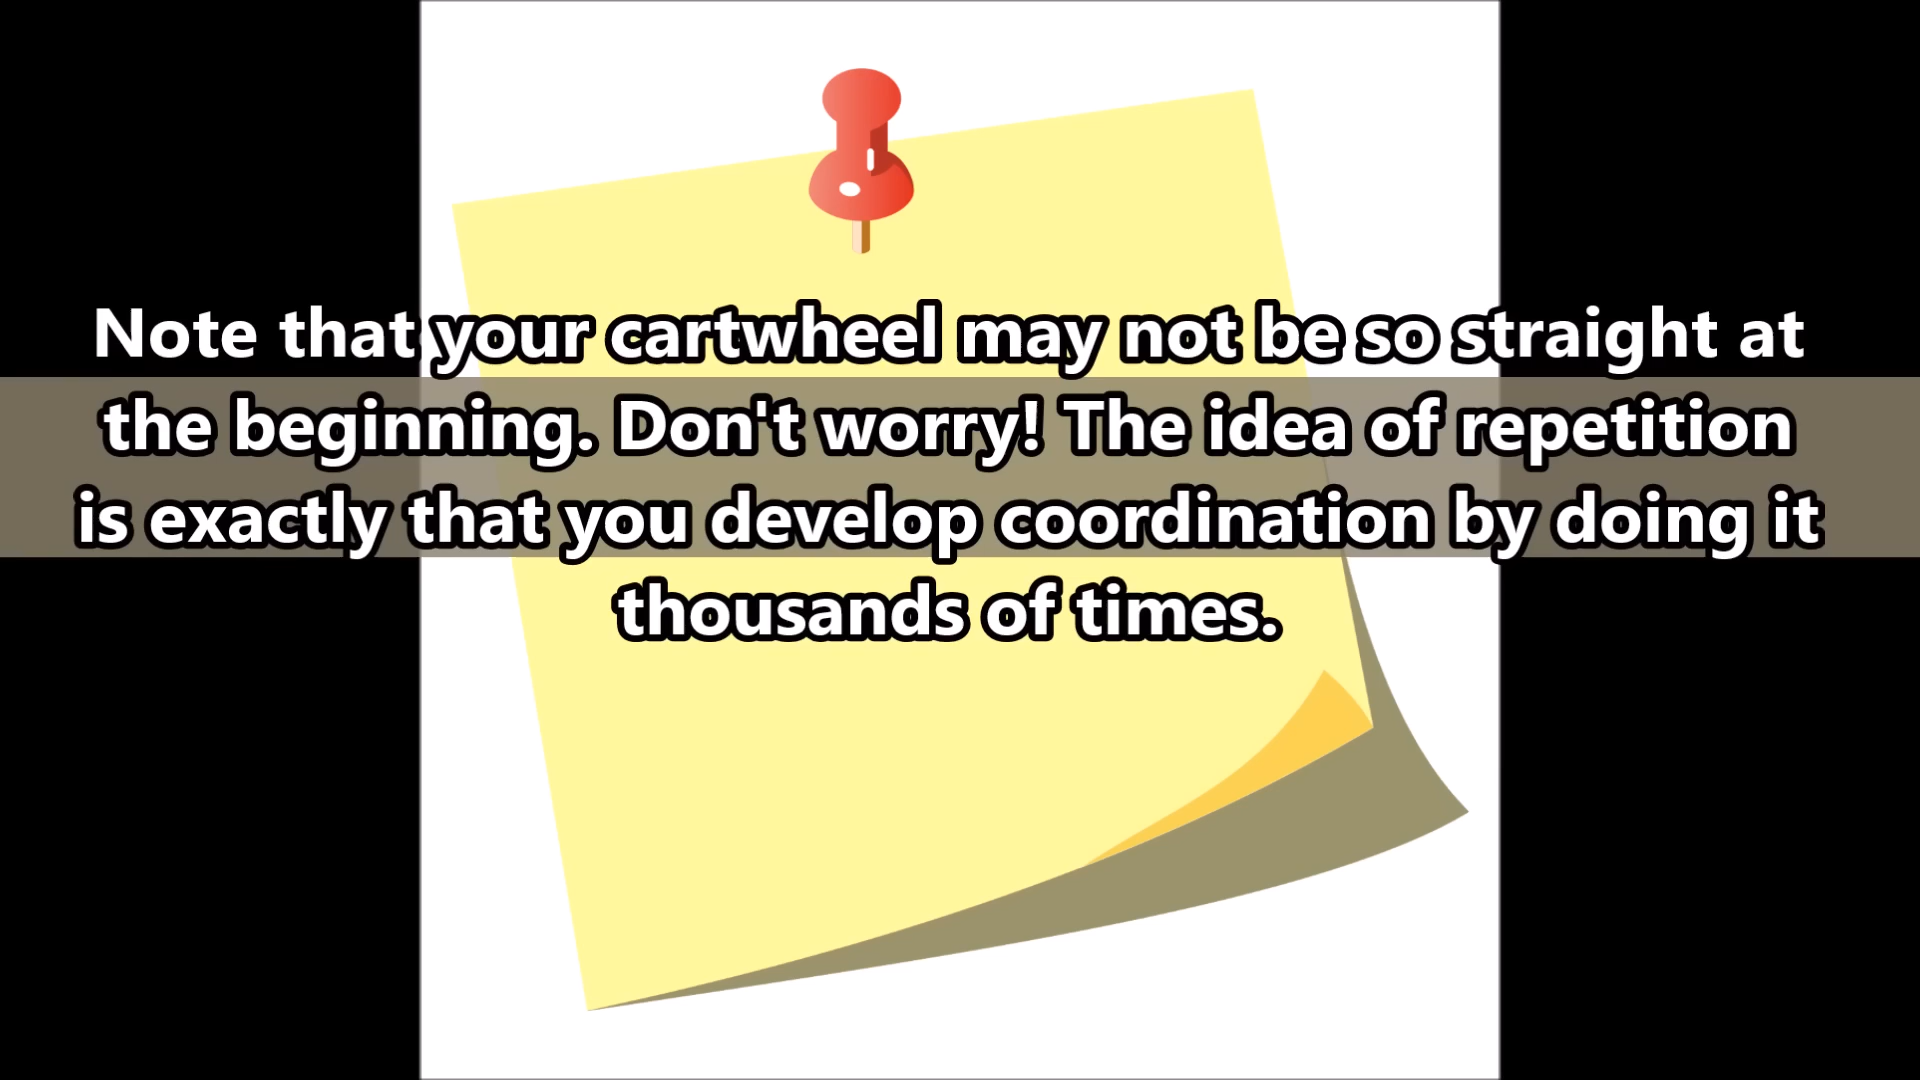 Note that your cartwheel may not be so straight at
the beginning. Don't worry! The idea of repetition
is exactly that you develop coordination by doing it
thousands of times.